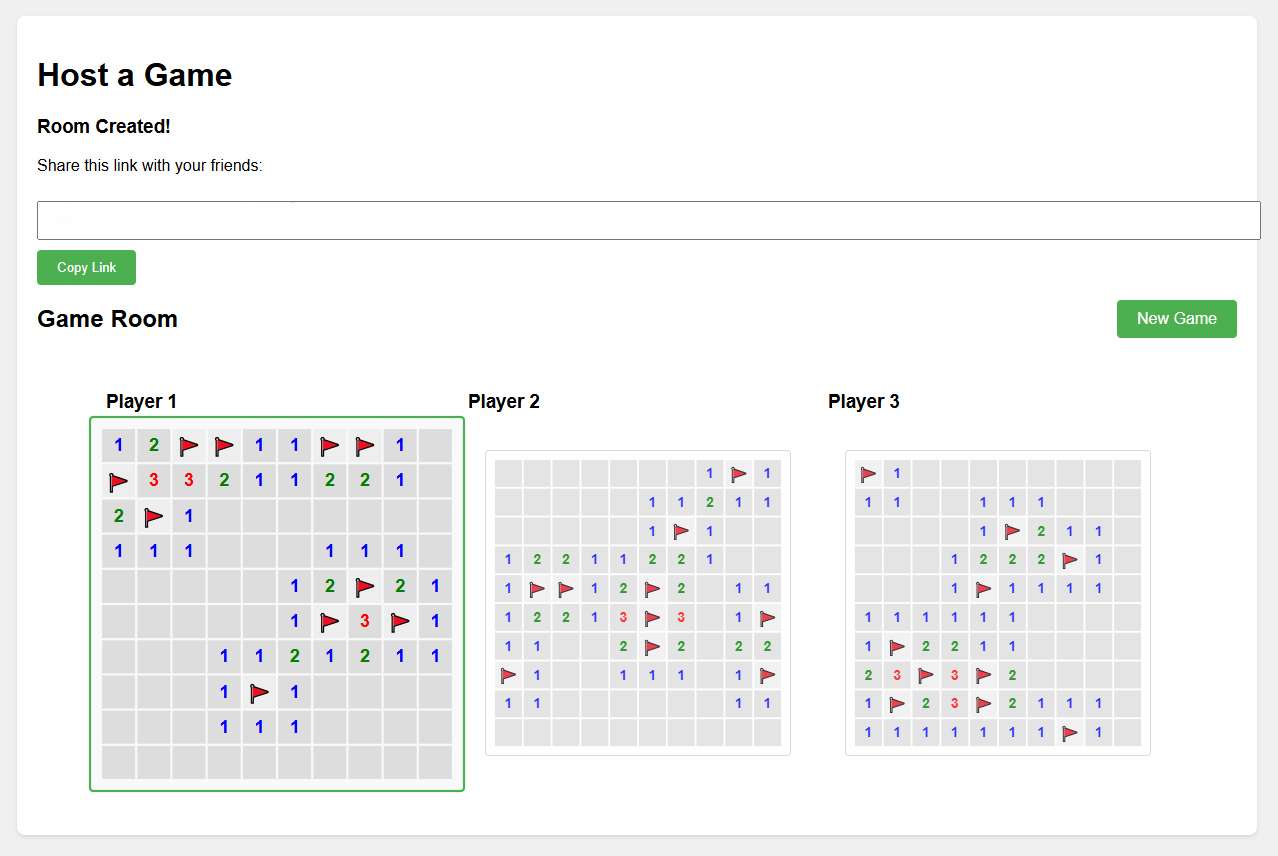 Host a Game
Room Created!
Share this link with your friends:
Copy Link
Game Room
New Game
Player 1
1 2 1 1 1
3 3 2 1 1 2 2 1
2 1
1 1 1 1 1 1
1 2 2 1
1 3 1
1 1 2 1 2 1 1
1 1
1 1 1
Player 2
1 1
1 1 2 1 1
1 1
1 2 2 1 1 2 2 1
1 1 2 2 1 1
1 2 2 1 3 3 1
1 1 2 2 2 2
1 1 1 1 1
1 1 1 1
Player 3
1
1 1 1 1 1
1 2 1 1
1 2 2 2 1
1 1 1 1 1
1 1 1 1 1 1
1 2 2 1 1
2 3 3 2
1 2 3 2 1 1 1
1 1 1 1 1 1 1 1